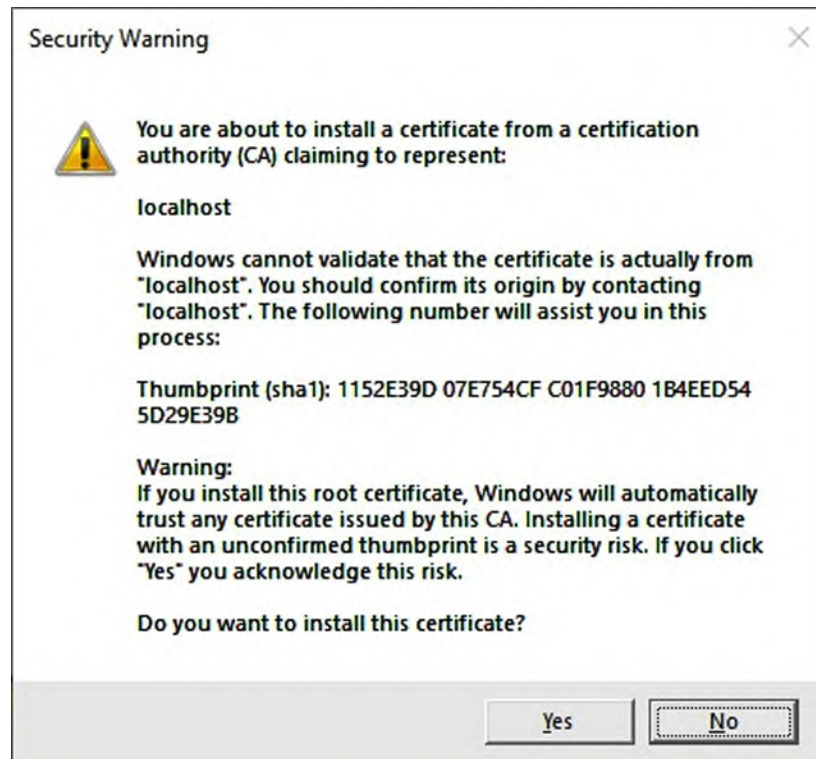 Security Warning
You are about to install a certificate from a certification
authority (CA) claiming to represent:
localhost
Windows cannot validate that the certificate is actually from
"localhost". You should confirm its origin by contacting
"localhost". The following number will assist you in this
process:
Thumbprint (sha1): 1152E39D 07E754CF C01F9880 1B4EED54
5D29E39B
Warning:
If you install this root certificate, Windows will automatically
trust any certificate issued by this CA. Installing a certificate
with an unconfirmed thumbprint is a security risk. If you click
"Yes" you acknowledge this risk.
Do you want to install this certificate?
Yes
No